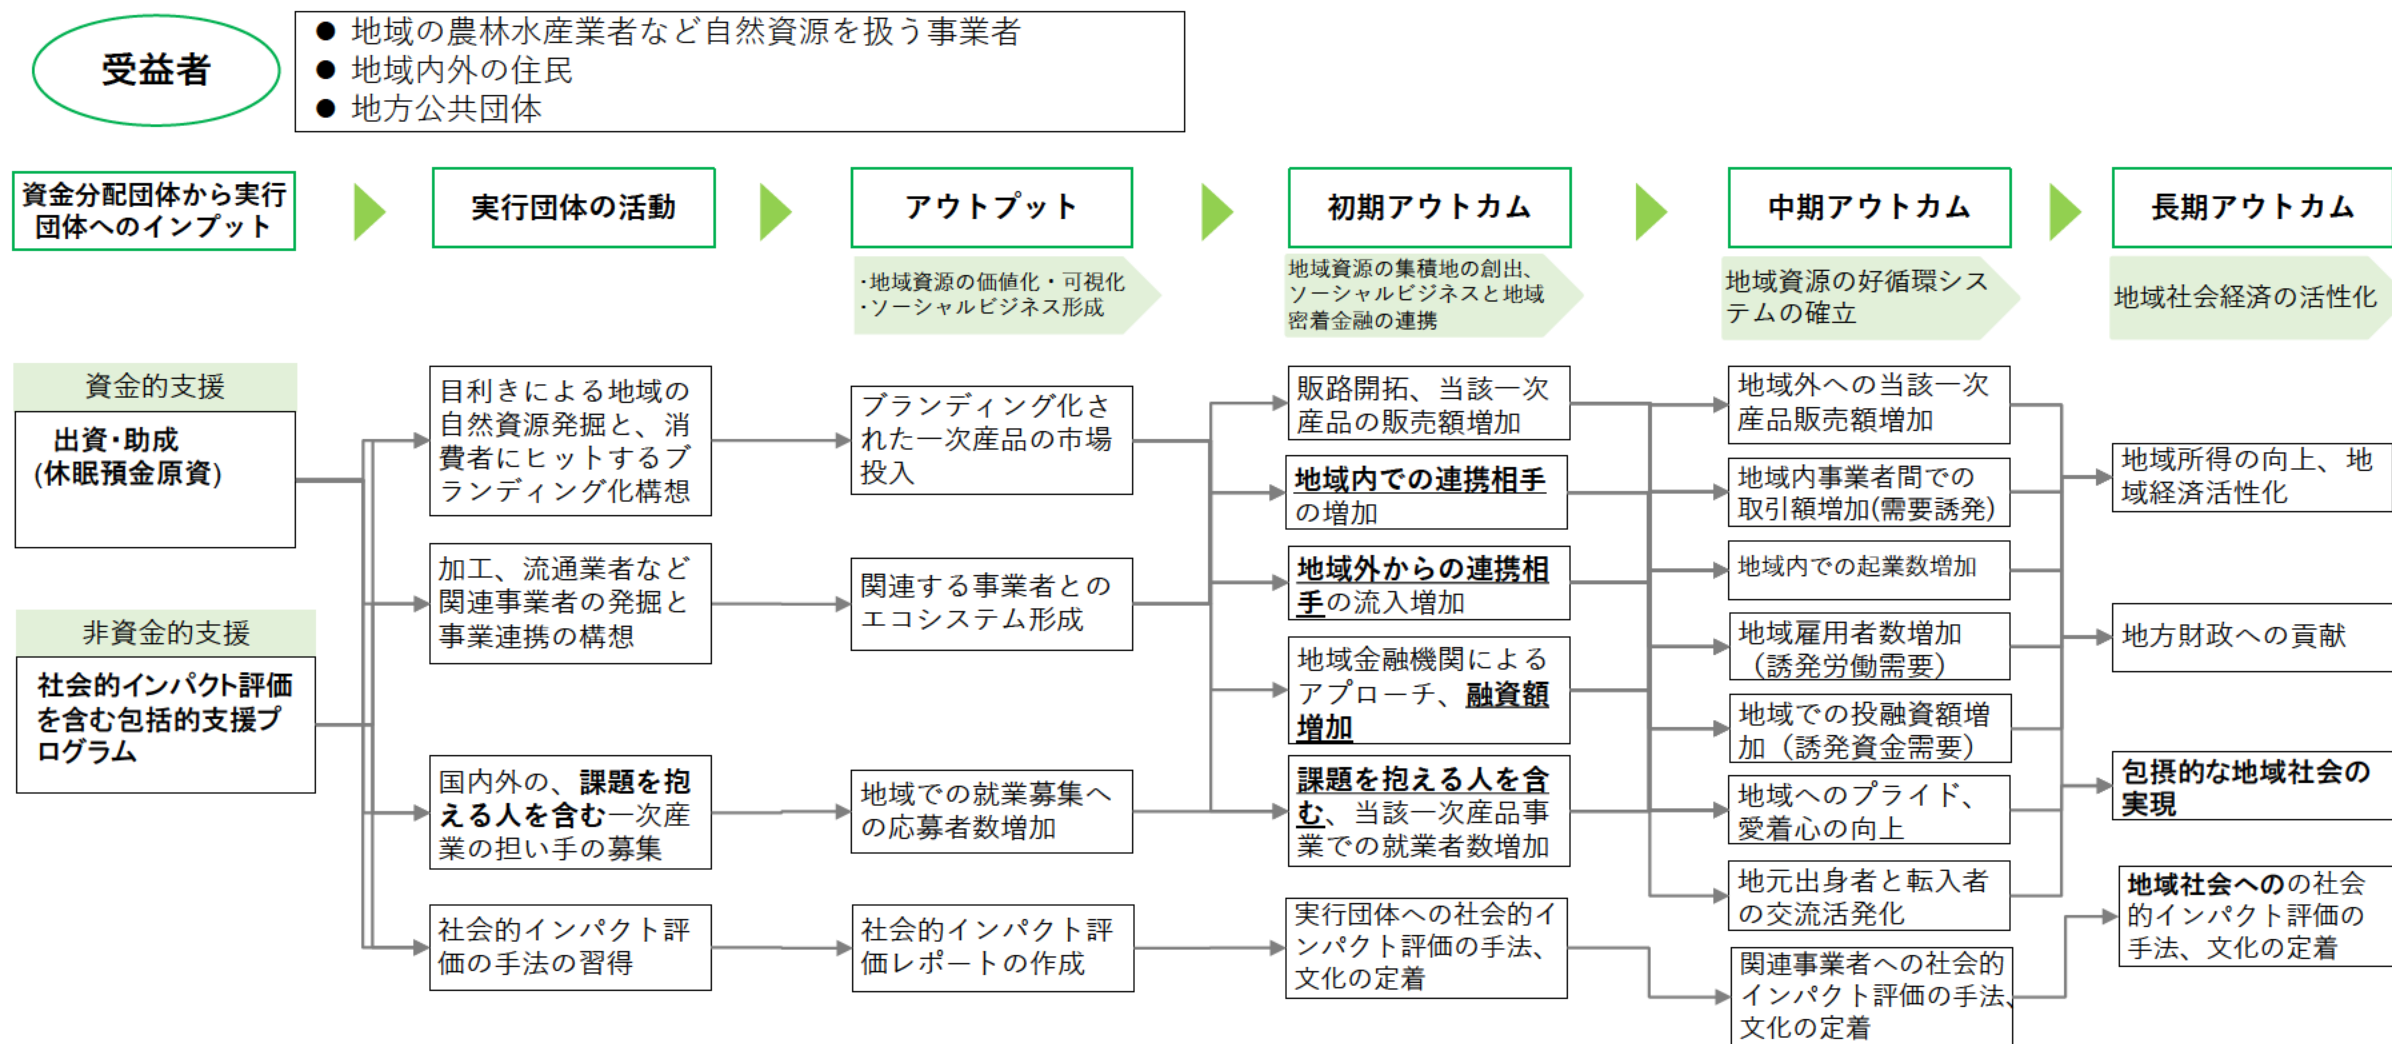 受益者
● 地域の農林水産業者など自然資源を扱う事業者
● 地域内外の住民
● 地方公共団体
資金分配団体から実行
団体へのインプット
実行団体の活動
アウトプット
初期アウトカム
中期アウトカム
長期アウトカム
・地域資源の価値化・可視化
・ソーシャルビジネス形成
地域資源の集積地の創出、
ソーシャルビジネスと地域
密着金融の連携
地域資源の好循環シス
テムの確立
地域社会経済の活性化
資金的支援
出資・助成
(休眠預金原資)
非資金的支援
社会的インパクト評価
を含む包括的支援プ
ログラム
目利きによる地域の
自然資源発掘と、消
費者にヒットするブ
ランディング化構想
加工、流通業者など
関連事業者の発掘と
事業連携の構想
国内外の、課題を抱
える人を含む一次産
業の担い手の募集
社会的インパクト評
価の手法の習得
ブランディング化さ
れた一次産品の市場
投入
関連する事業者との
エコシステム形成
地域での就業募集へ
の応募者数増加
社会的インパクト評
価レポートの作成
販路開拓、当該一次
産品の販売額増加
地域内での連携相手
の増加
地域外からの連携相
手の流入増加
地域金融機関による
アプローチ、融資額
増加
課題を抱える人を含
む、当該一次産品事
業での就業者数増加
実行団体への社会的イ
ンパクト評価の手法、
文化の定着
地域外への当該一次
産品販売額増加
地域内事業者間での
取引額増加(需要誘発)
地域内での起業数増加
地域雇用者数増加
（誘発労働需要）
地域での投融資額増
加（誘発資金需要）
地域へのプライド、
愛着心の向上
地元出身者と転入者
の交流活発化
関連事業者への社会的
インパクト評価の手法、
文化の定着
地域所得の向上、地
域経済活性化
地方財政への貢献
包摂的な地域社会の
実現
地域社会へのの社会
的インパクト評価の
手法、文化の定着